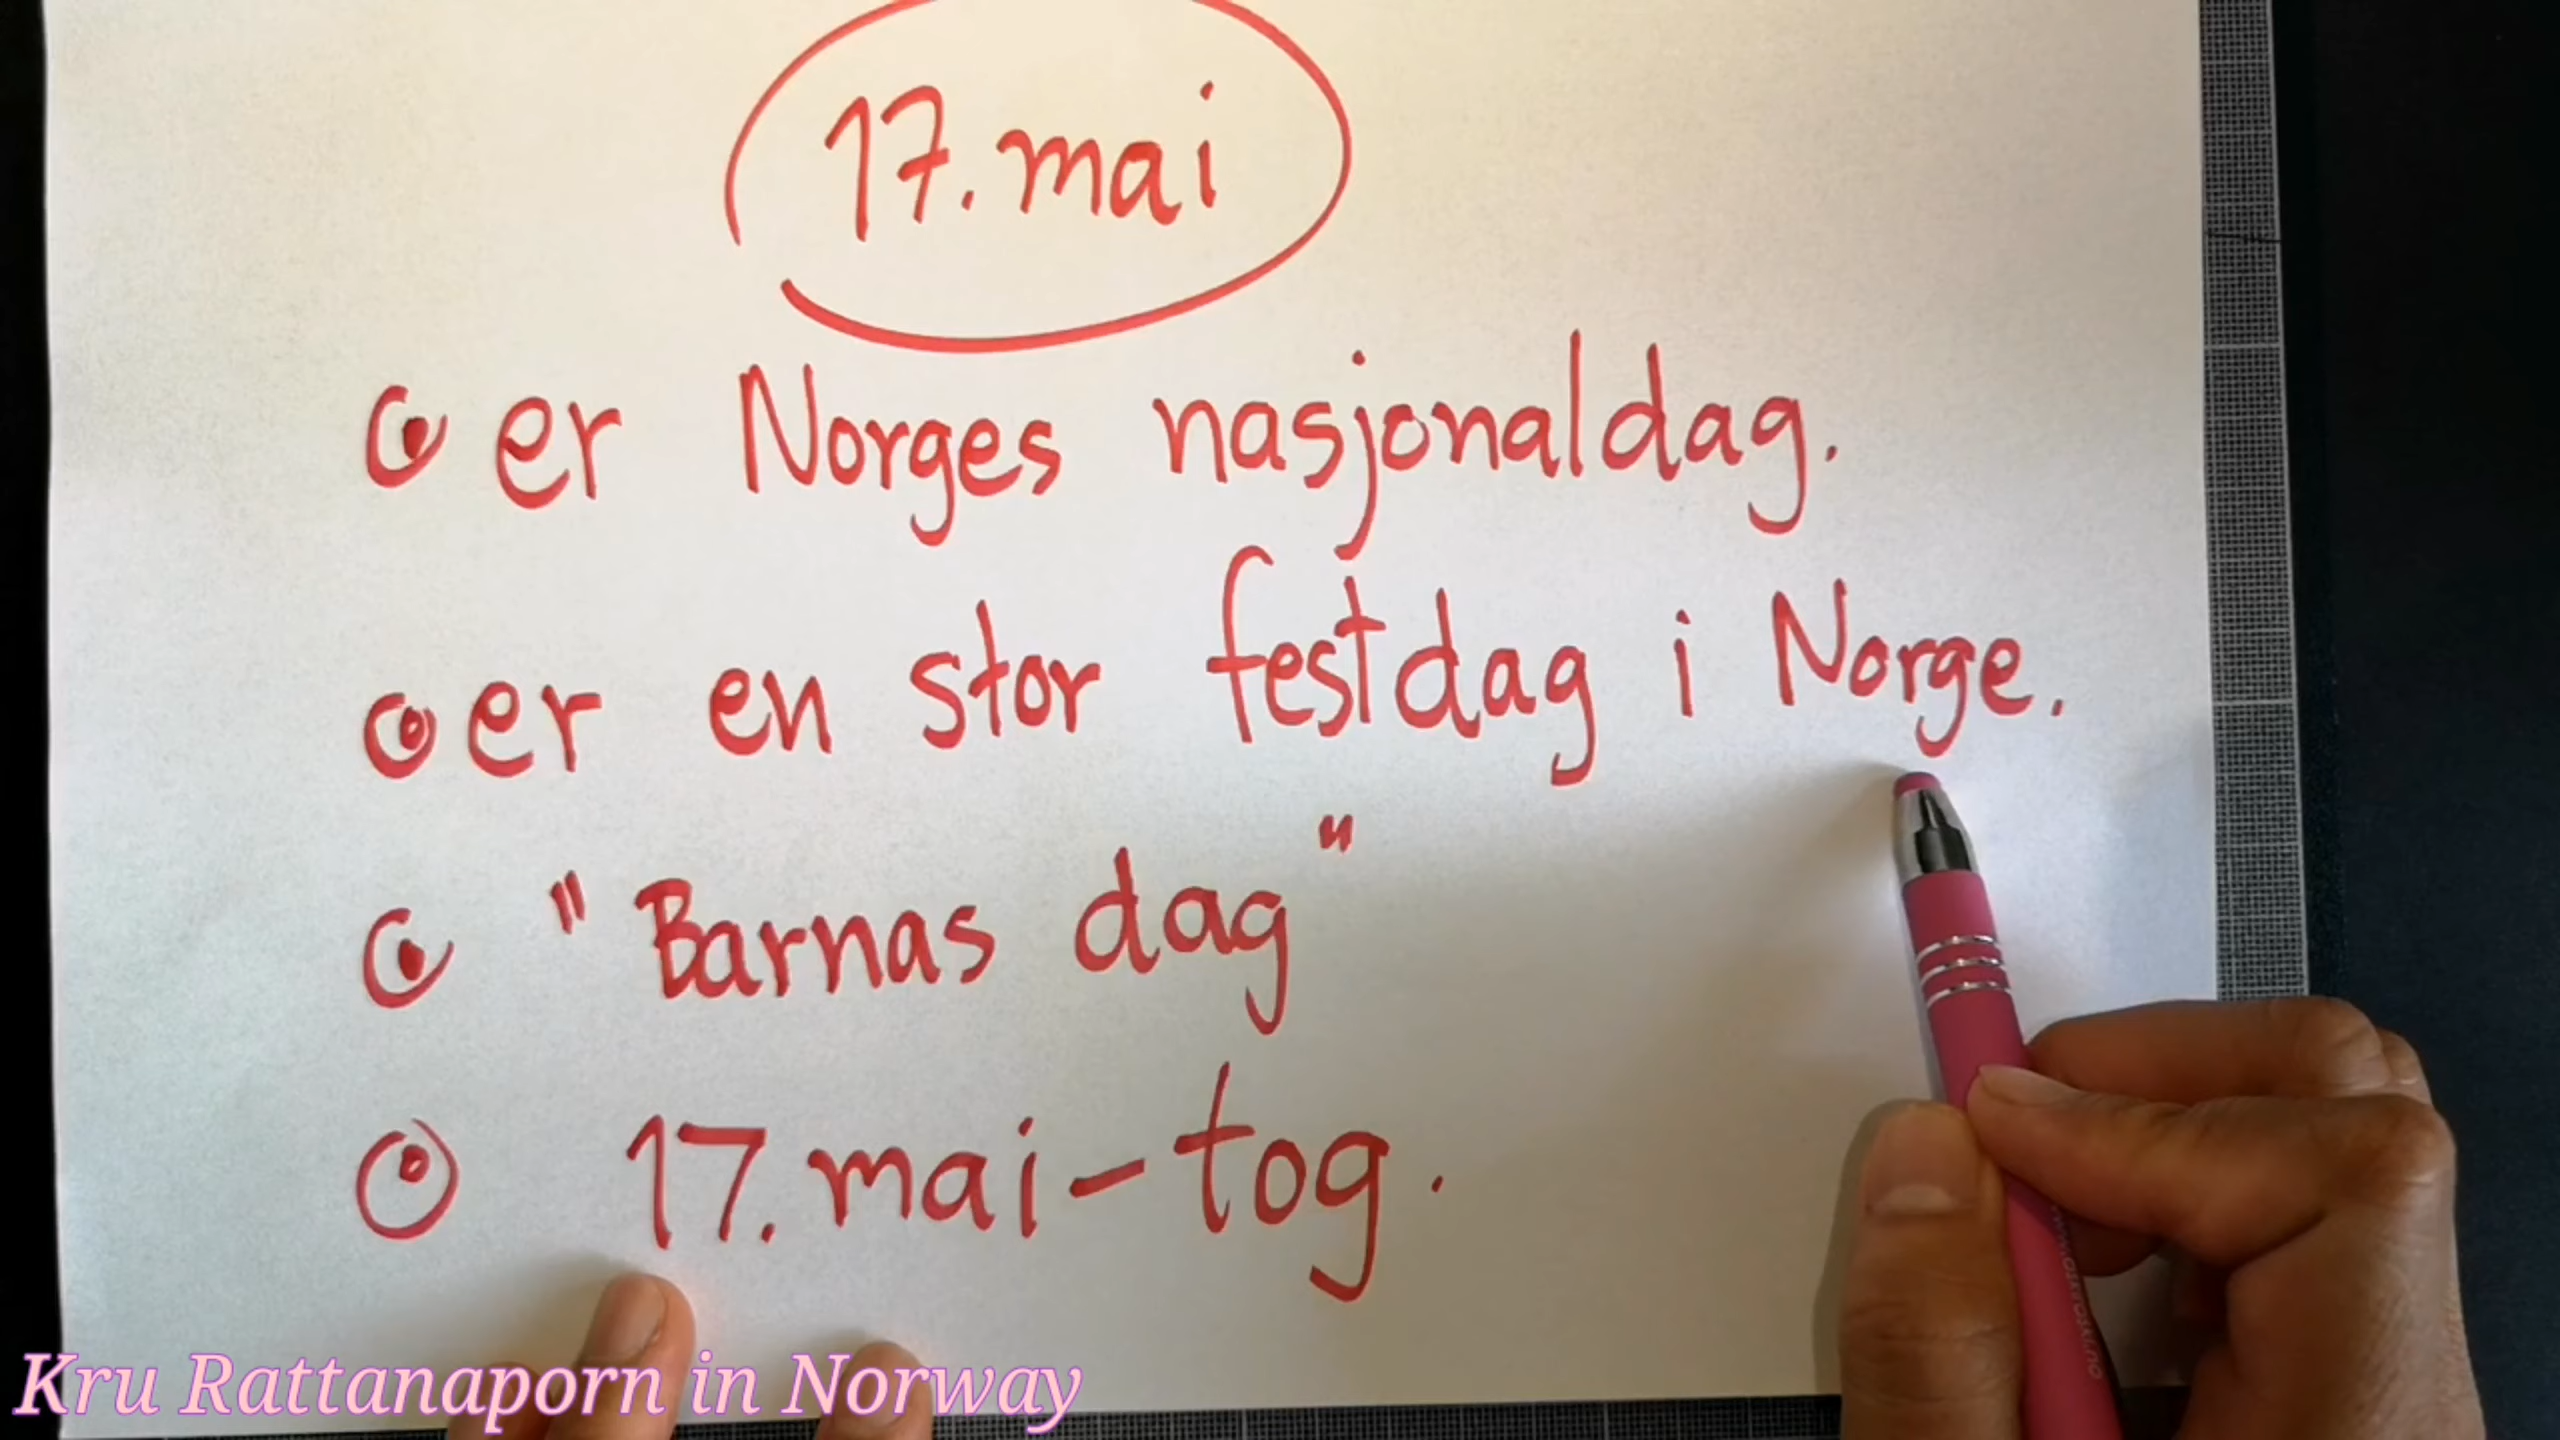 17. mai
er Norges nasjonaldag.
er en stor festdag i Norge.
"Barnas dag"
17. mai-tog.
Kru Rattanaporn in Norway